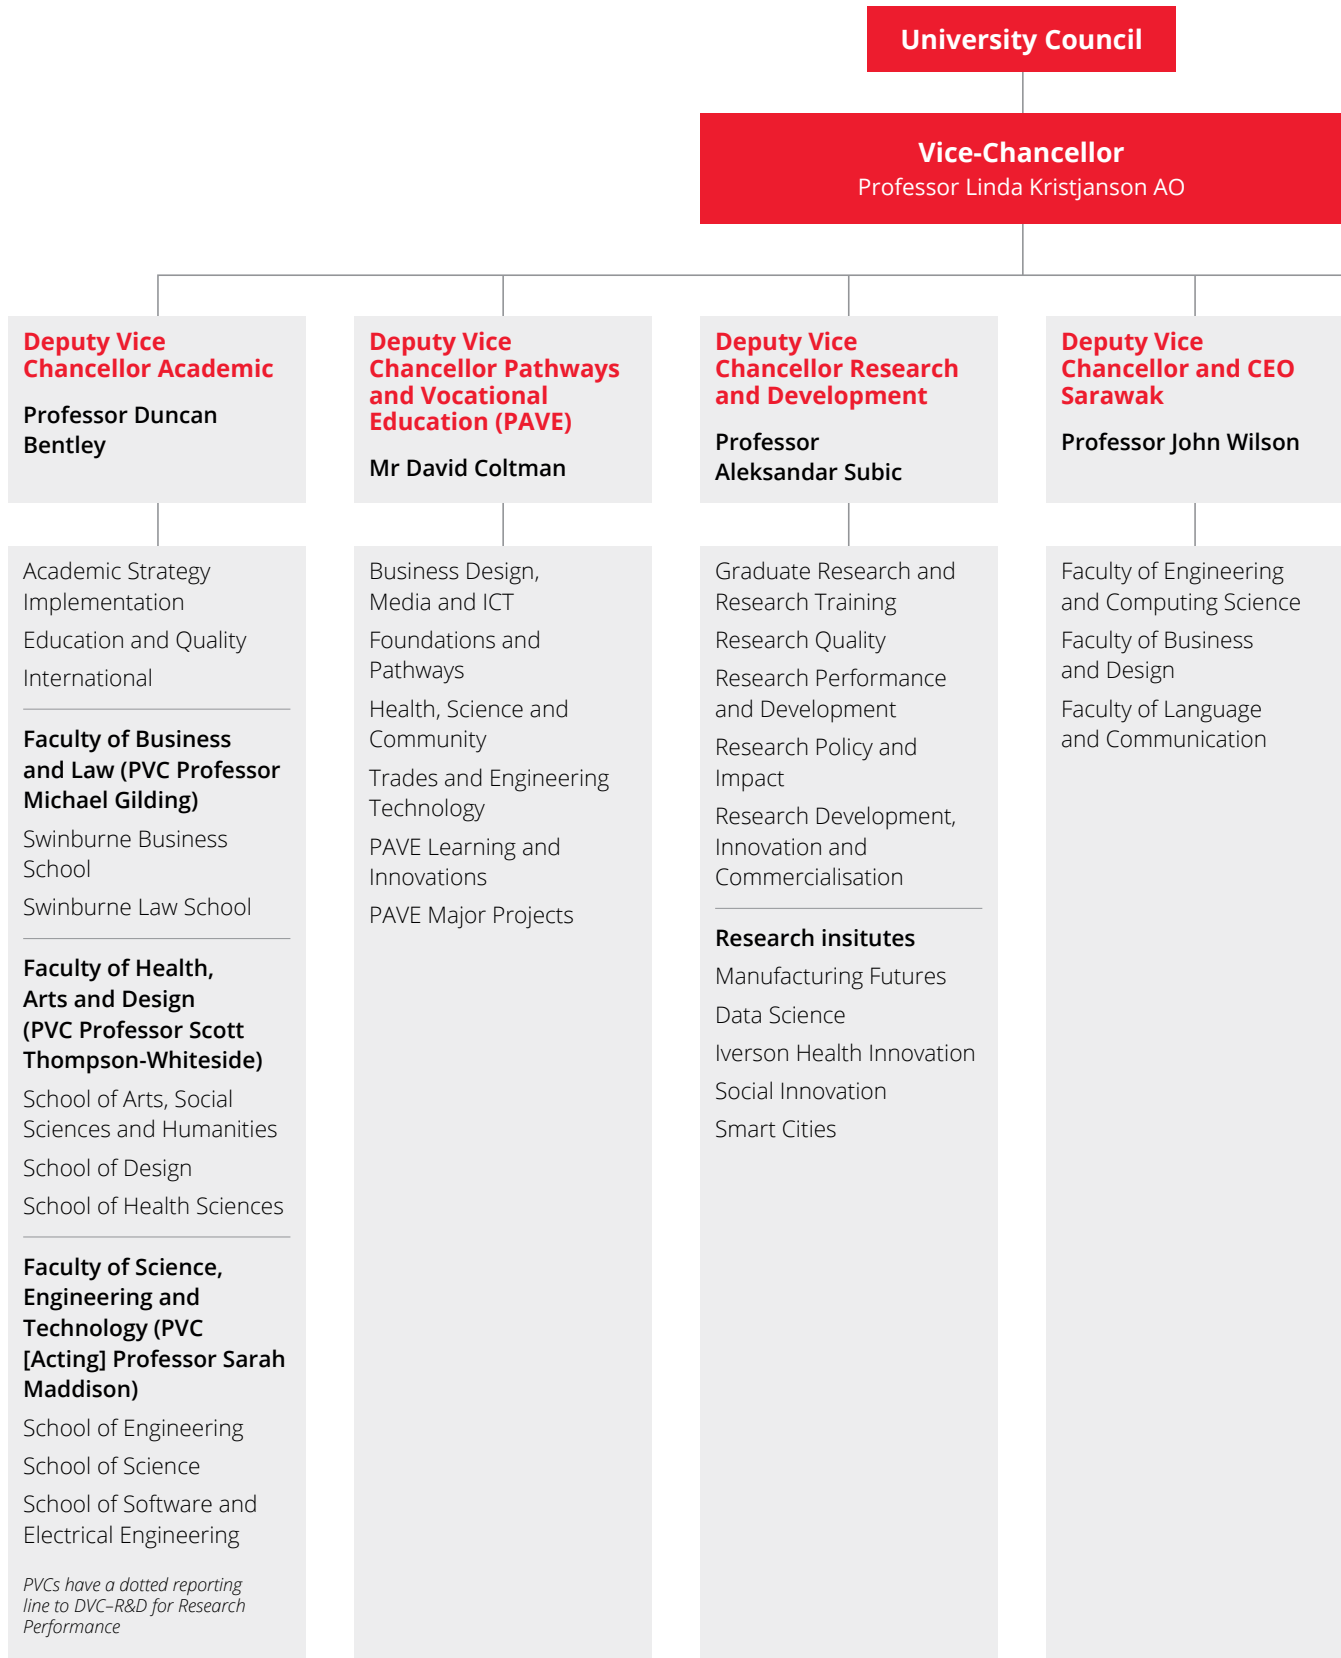 University Council
Vice-Chancellor
Professor Linda Kristjanson AO
Deputy Vice
Chancellor Academic
Professor Duncan
Bentley
Academic Strategy
Implementation
Education and Quality
International
Faculty of Business
and Law (PVC Professor
Michael Gilding)
Swinburne Business
School
Swinburne Law School
Faculty of Health,
Arts and Design
(PVC Professor Scott
Thompson-Whiteside)
School of Arts, Social
Sciences and Humanities
School of Design
School of Health Sciences
Faculty of Science,
Engineering and
Technology (PVC
[Acting] Professor Sarah
Maddison)
School of Engineering
School of Science
School of Software and
Electrical Engineering
PVCs have a dotted reporting
line to DVC–R&D for Research
Performance
Deputy Vice
Chancellor Pathways
and Vocational
Education (PAVE)
Mr David Coltman
Business Design,
Media and ICT
Foundations and
Pathways
Health, Science and
Community
Trades and Engineering
Technology
PAVE Learning and
Innovations
PAVE Major Projects
Deputy Vice
Chancellor Research
and Development
Professor
Aleksandar Subic
Graduate Research and
Research Training
Research Quality
Research Performance
and Development
Research Policy and
Impact
Research Development,
Innovation and
Commercialisation
Research insitutes
Manufacturing Futures
Data Science
Iverson Health Innovation
Social Innovation
Smart Cities
Deputy Vice
Chancellor and CEO
Sarawak
Professor John Wilson
Faculty of Engineering
and Computing Science
Faculty of Business
and Design
Faculty of Language
and Communication